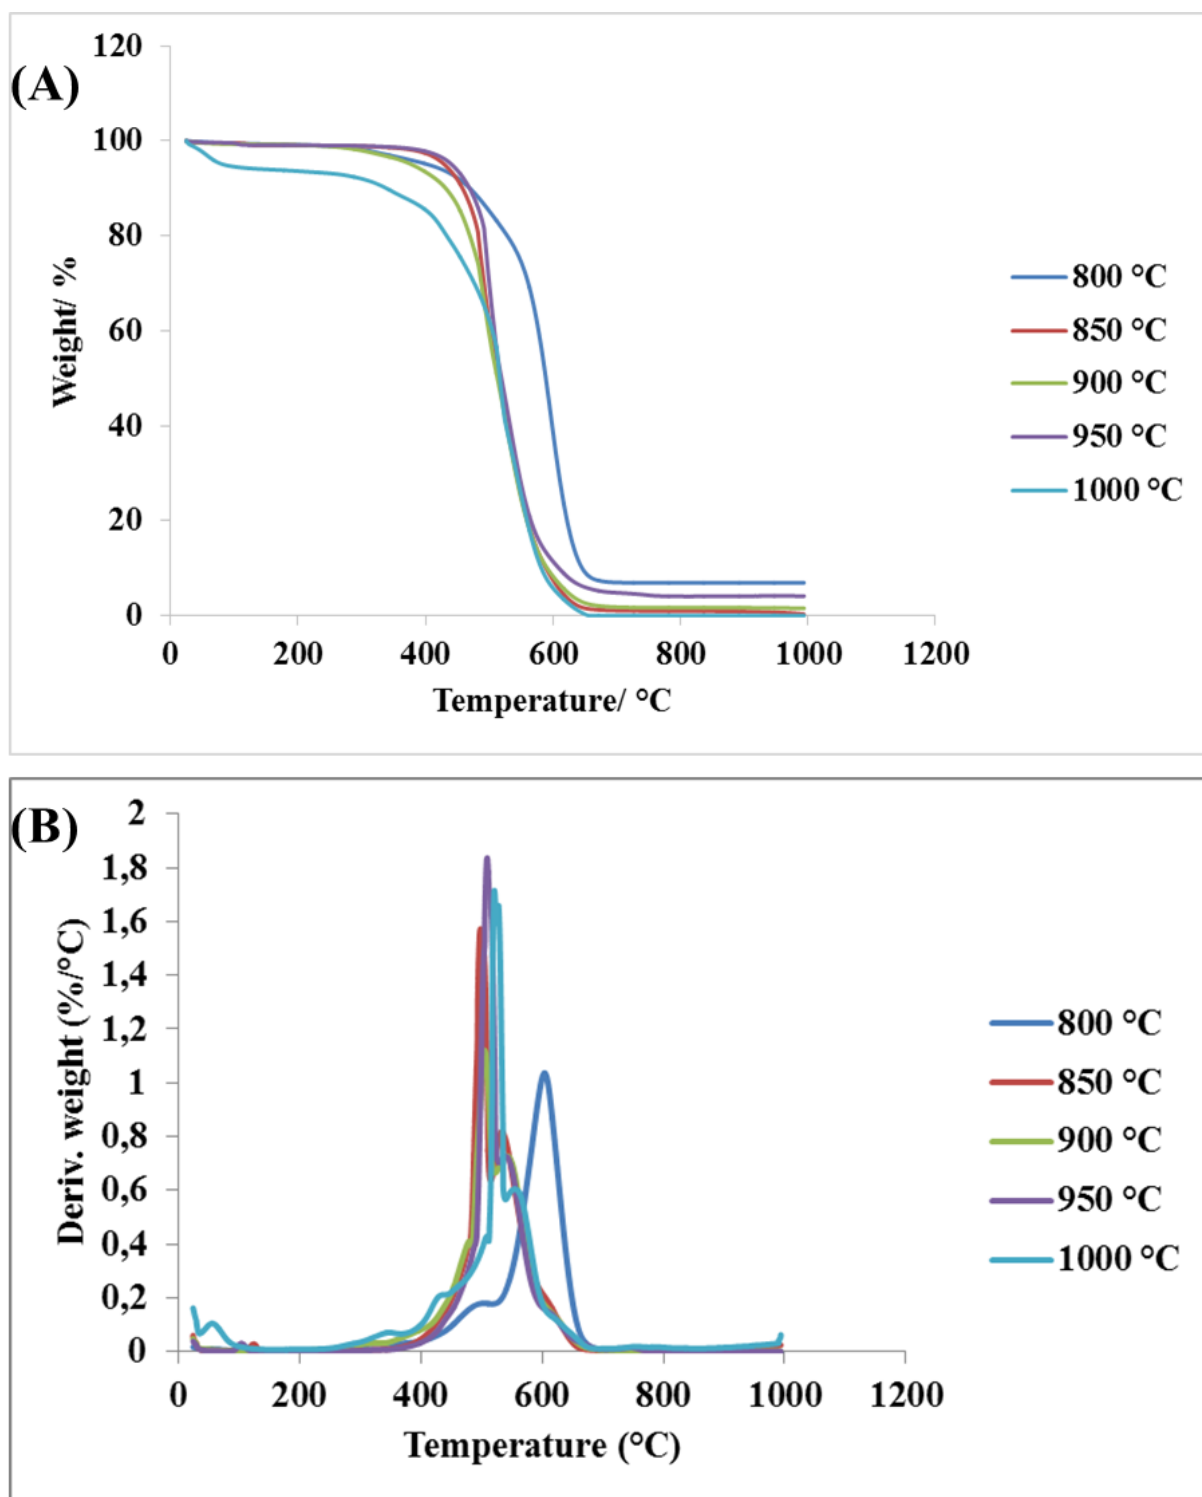 (A)
120
100
80
60
40
20
0
0 200 400 600 800 1000 1200
Weight/ %
Temperature/ °C
800 °C
850 °C
900 °C
950 °C
1000 °C
(B)
2
1,8
1,6
1,4
1,2
1
0,8
0,6
0,4
0,2
0
0 200 400 600 800 1000 1200
Deriv. weight (%/°C)
Temperature (°C)
800 °C
850 °C
900 °C
950 °C
1000 °C